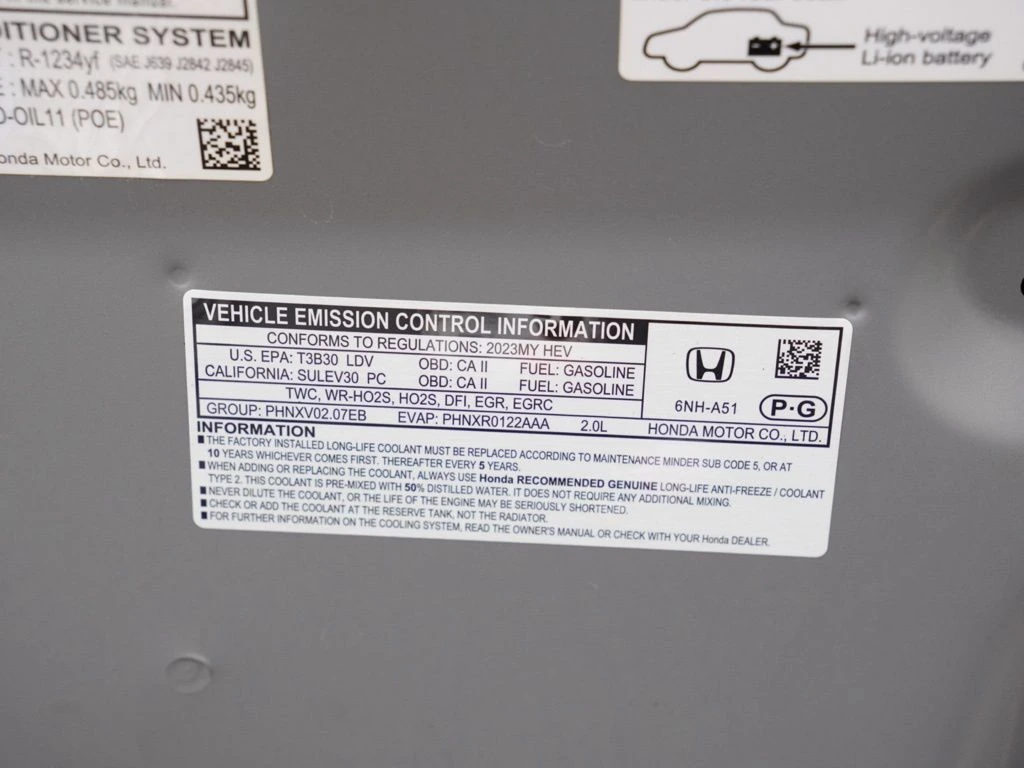 DITIONER SYSTEM
: R-1234yf (SAE J639 J2842 J2845)
: MAX 0.485kg MIN 0.435kg
D-OIL11 (POE)
onda Motor Co., Ltd.
High-voltage
Li-ion battery
VEHICLE EMISSION CONTROL INFORMATION
CONFORMS TO REGULATIONS: 2023MY HEV
U.S. EPA: T3B30 LDV OBD: CA II FUEL: GASOLINE
CALIFORNIA: SULEV30 PC OBD: CA II FUEL: GASOLINE
TWC, WR-HO2S, HO2S, DFI, EGR, EGRC
GROUP: PHNXV02.07EB EVAP: PHNXR0122AAA 2.0L
6NH-A51 P·G
HONDA MOTOR CO., LTD.
INFORMATION
■ THE FACTORY INSTALLED LONG-LIFE COOLANT MUST BE REPLACED ACCORDING TO MAINTENANCE MINDER SUB CODE 5, OR AT
10 YEARS WHICHEVER COMES FIRST. THEREAFTER EVERY 5 YEARS.
■ WHEN ADDING OR REPLACING THE COOLANT, ALWAYS USE Honda RECOMMENDED GENUINE LONG-LIFE ANTI-FREEZE / COOLANT
TYPE 2. THIS COOLANT IS PRE-MIXED WITH 50% DISTILLED WATER. IT DOES NOT REQUIRE ANY ADDITIONAL MIXING.
■ NEVER DILUTE THE COOLANT, OR THE LIFE OF THE ENGINE MAY BE SERIOUSLY SHORTENED.
■ CHECK OR ADD THE COOLANT AT THE RESERVE TANK, NOT THE RADIATOR.
■ FOR FURTHER INFORMATION ON THE COOLING SYSTEM, READ THE OWNER'S MANUAL OR CHECK WITH YOUR Honda DEALER.